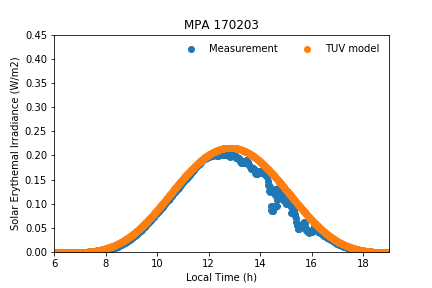 MPA 170203
Measurement TUV model
Solar Erythemal Irradiance (W/m2)
0.45
0.40
0.35
0.30
0.25
0.20
0.15
0.10
0.05
0.00
6 8 10 12 14 16 18
Local Time (h)